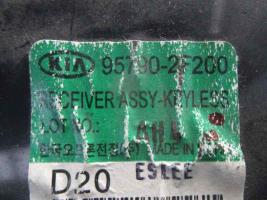 KIA 95790-2F200
RECEIVER ASSY-KEYLESS
LOT NO.:
MADE IN
ESLEE
D20